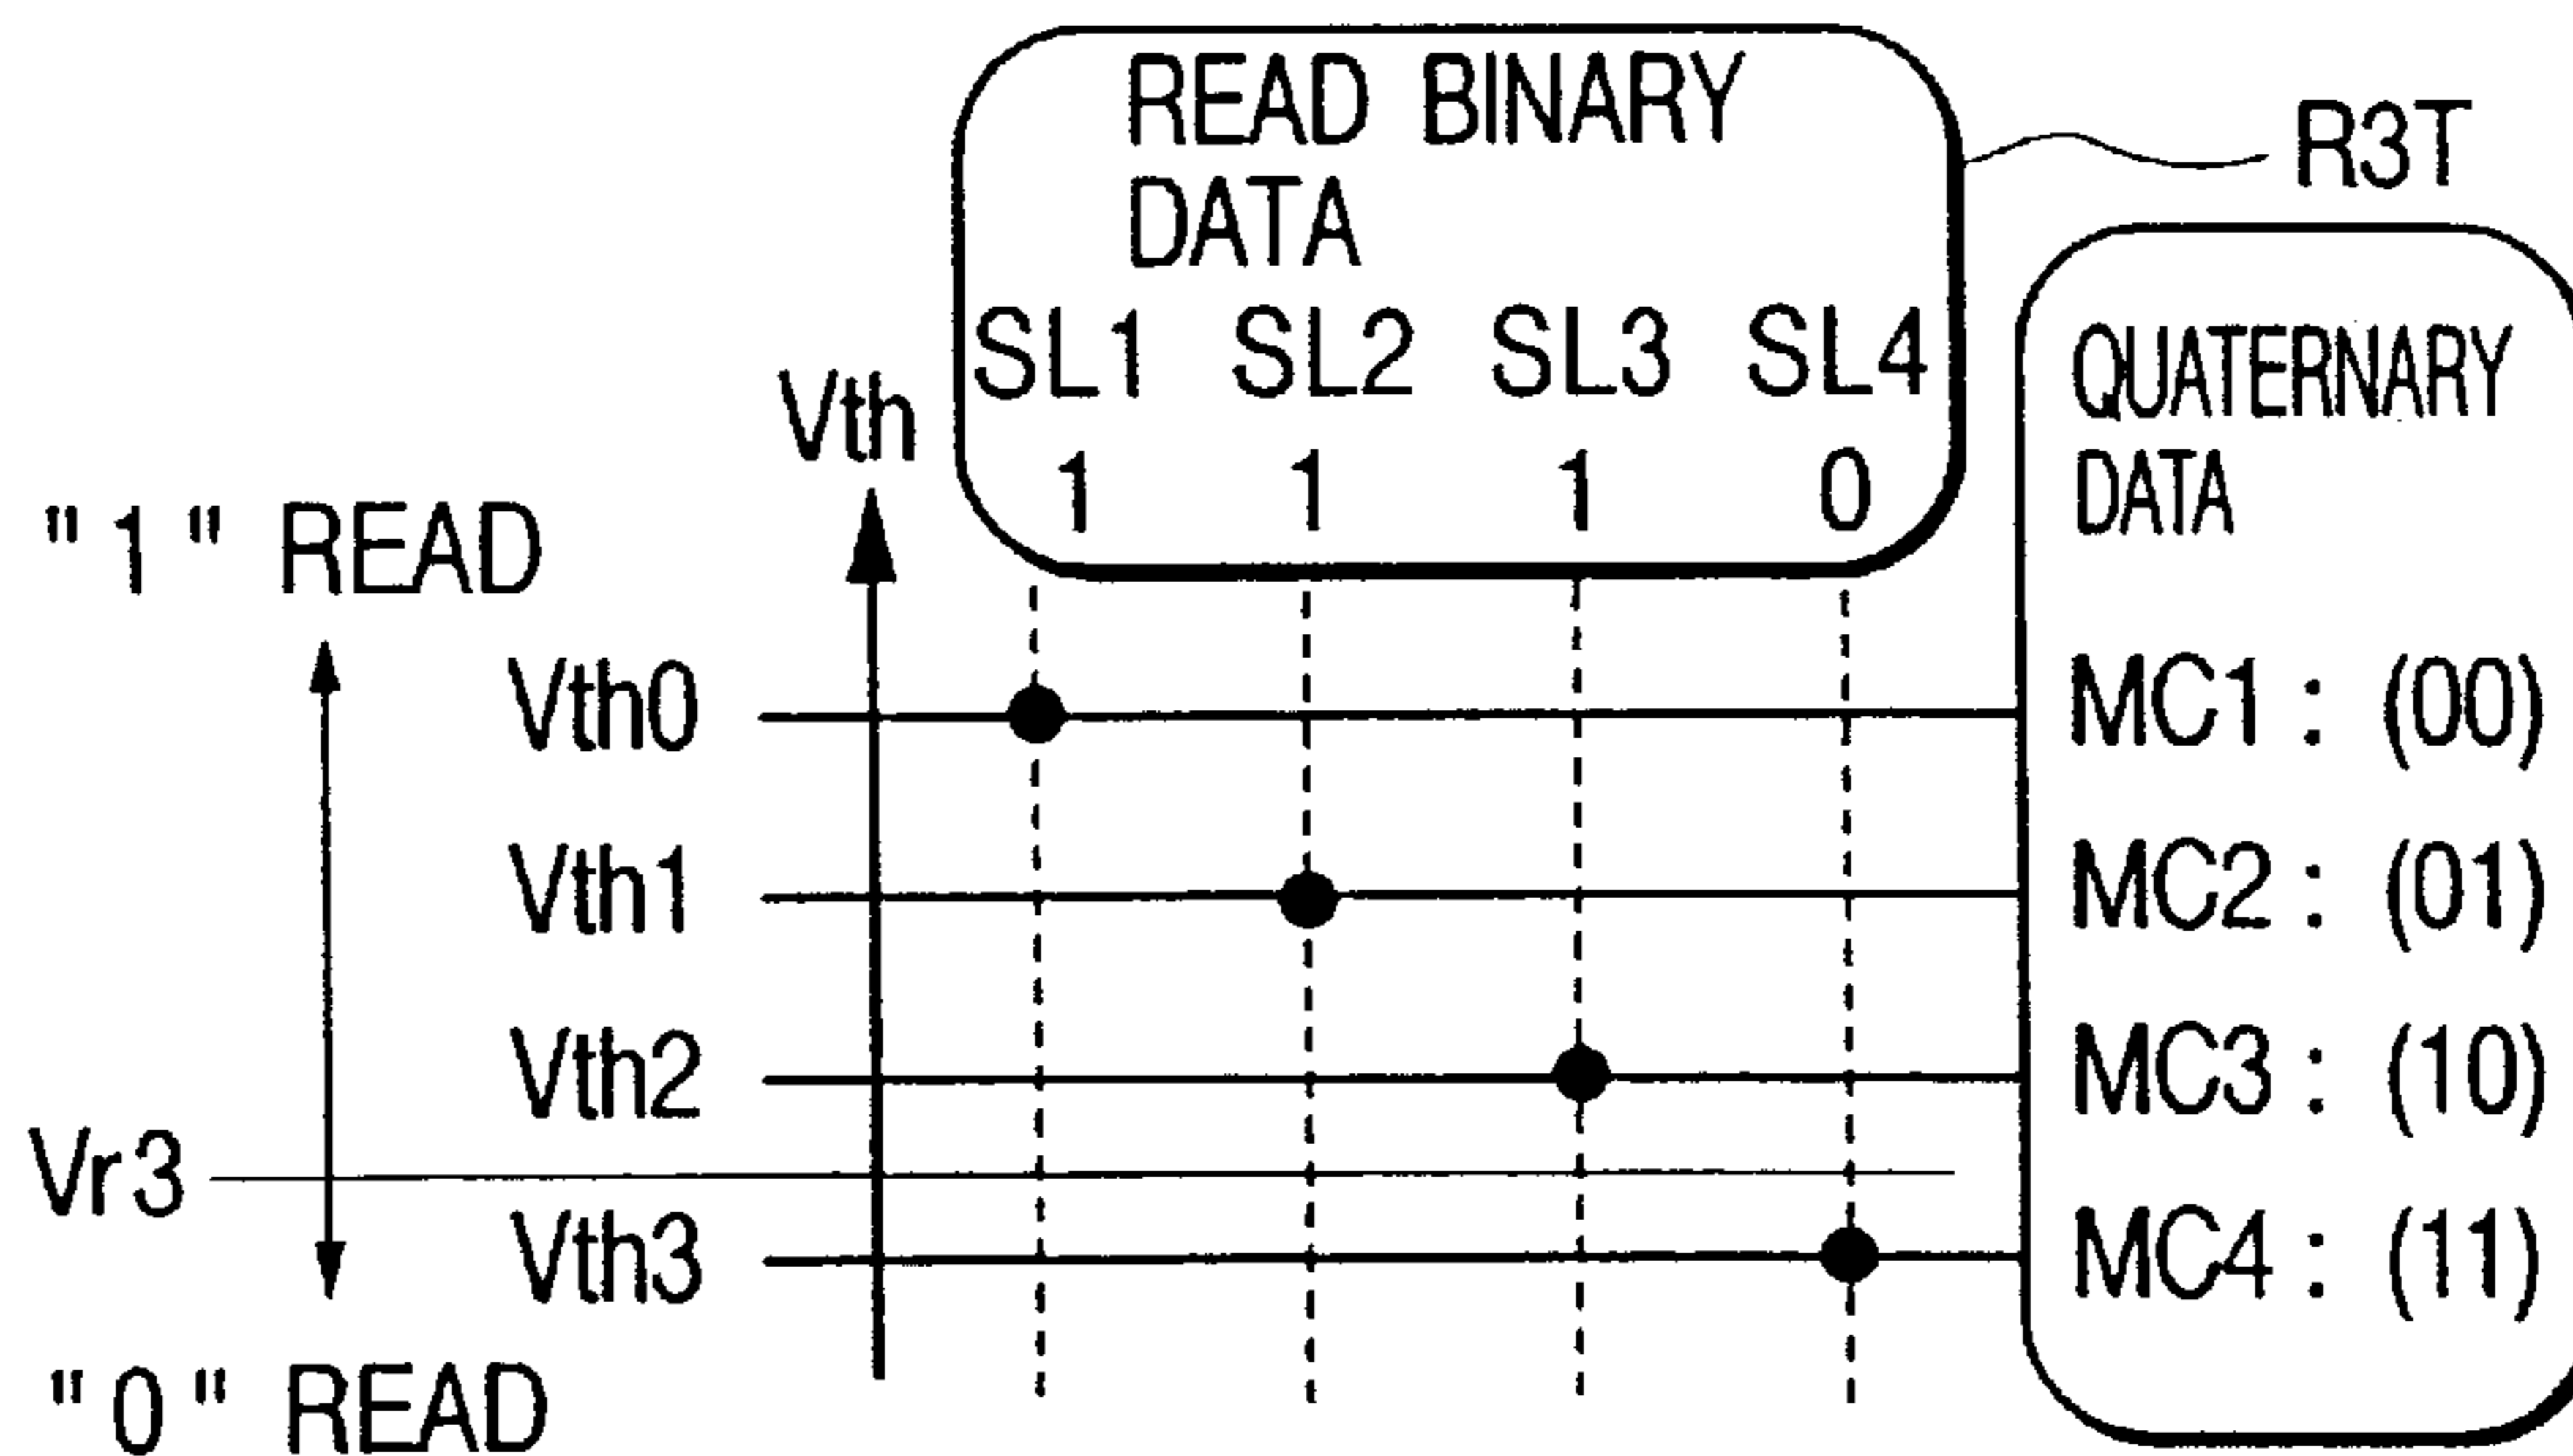 READ BINARY
DATA
R3T
SL1 SL2 SL3 SL4
1 1 1 0
Vth
QUATERNARY
DATA
" 1 " READ
Vth0
MC1 : (00)
Vth1
MC2 : (01)
Vth2
MC3 : (10)
Vr3
Vth3
MC4 : (11)
" 0 " READ